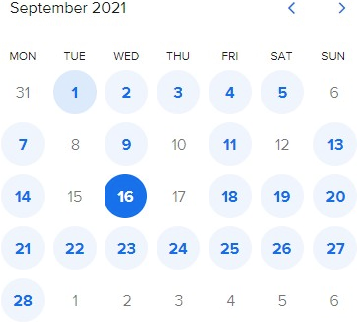 September 2021
MON TUE WED THU FRI SAT SUN
31 1 2 3 4 5 6
7 8 9 10 11 12 13
14 15 16 17 18 19 20
21 22 23 24 25 26 27
28 1 2 3 4 5 6